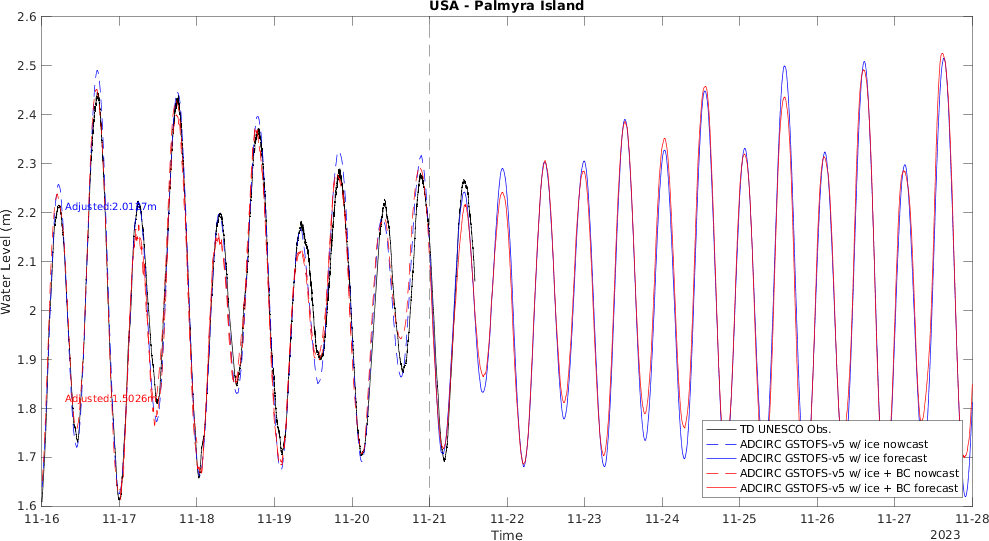 USA - Palmyra Island
2.6
2.5
2.4
2.3
2.2
2.1
2
1.9
1.8
1.7
1.6
Water Level (m)
Adjusted:2.0137m
Adjusted:1.5026m
TD UNESCO Obs.
ADCIRC GSTOFS-v5 w/ ice nowcast
ADCIRC GSTOFS-v5 w/ ice forecast
ADCIRC GSTOFS-v5 w/ ice + BC nowcast
ADCIRC GSTOFS-v5 w/ ice + BC forecast
11-16 11-17 11-18 11-19 11-20 11-21 11-22 11-23 11-24 11-25 11-26 11-27 11-28
Time
2023